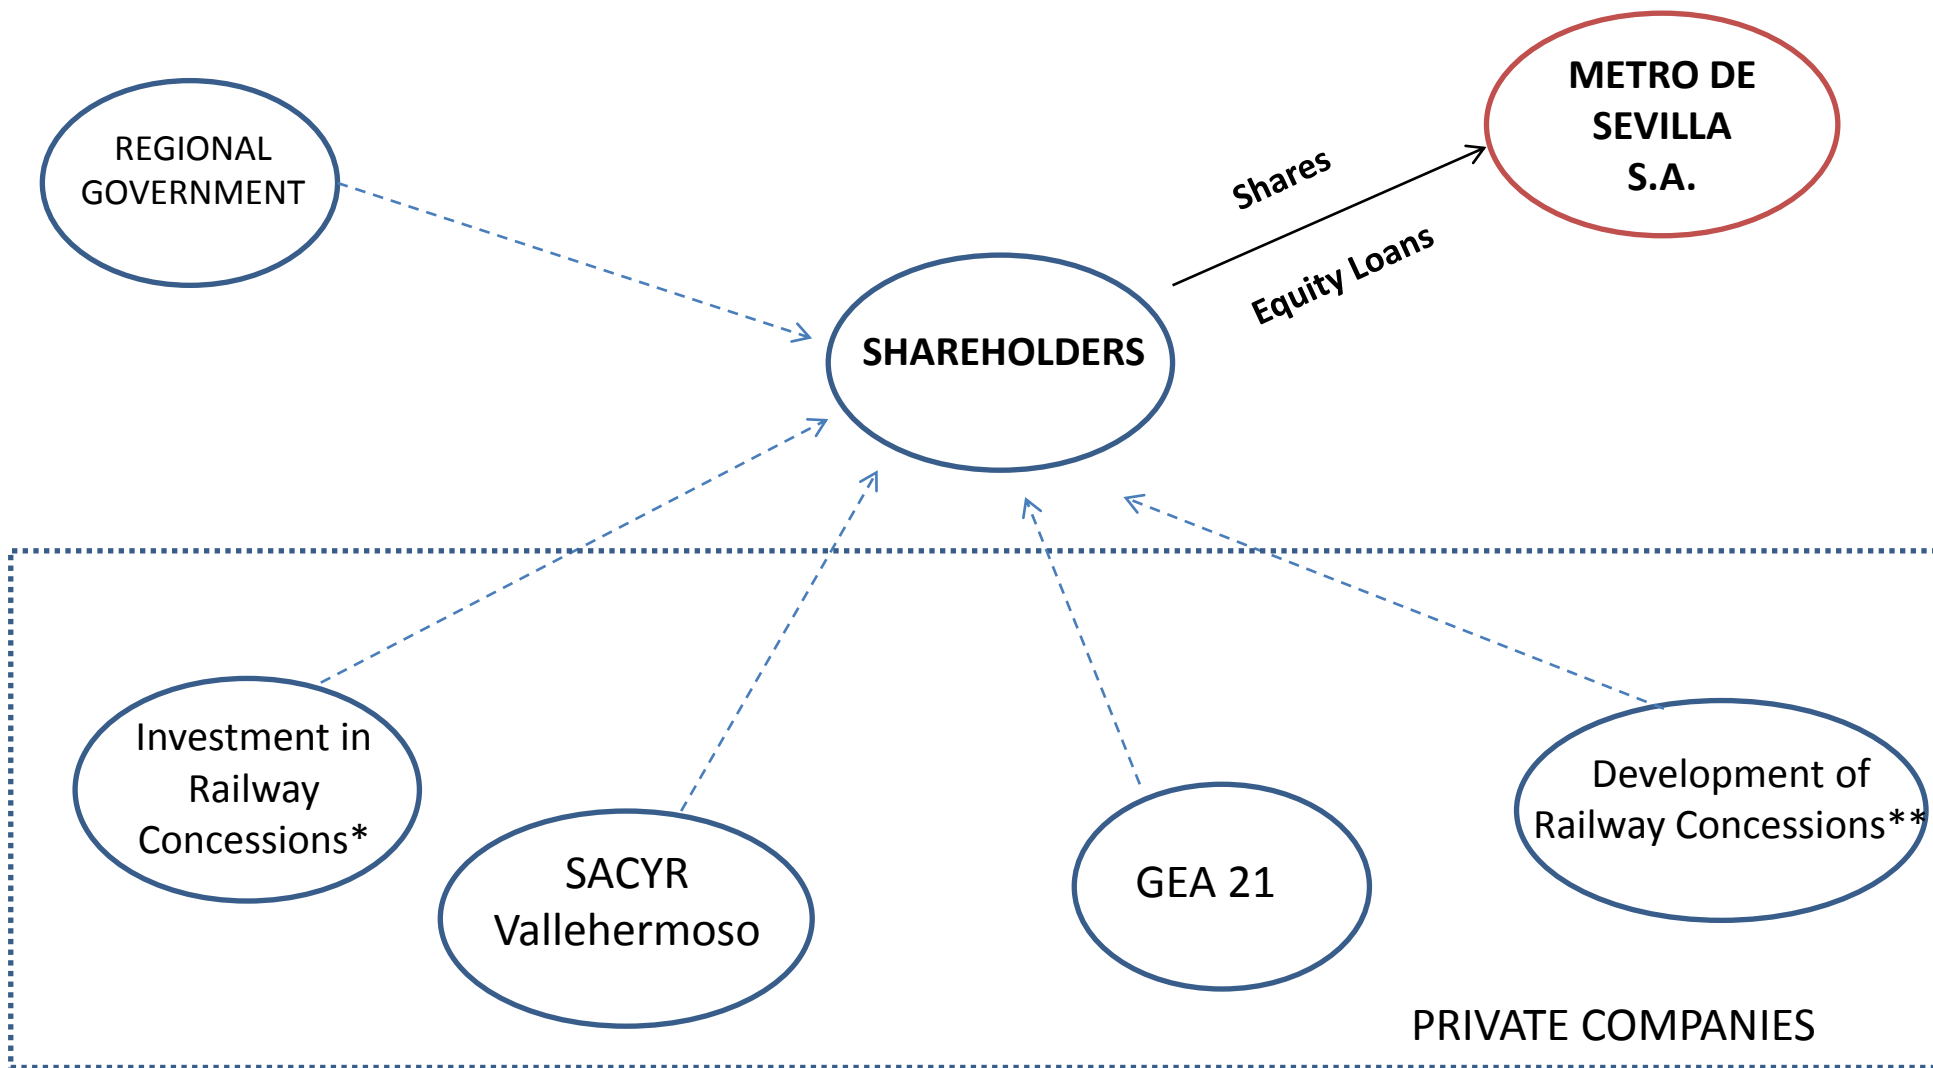 METRO DE
SEVILLA
S.A.
REGIONAL
GOVERNMENT
Shares
Equity Loans
SHAREHOLDERS
Investment in
Railway
Concessions*
SACYR
Vallehermoso
GEA 21
Development of
Railway Concessions**
PRIVATE COMPANIES